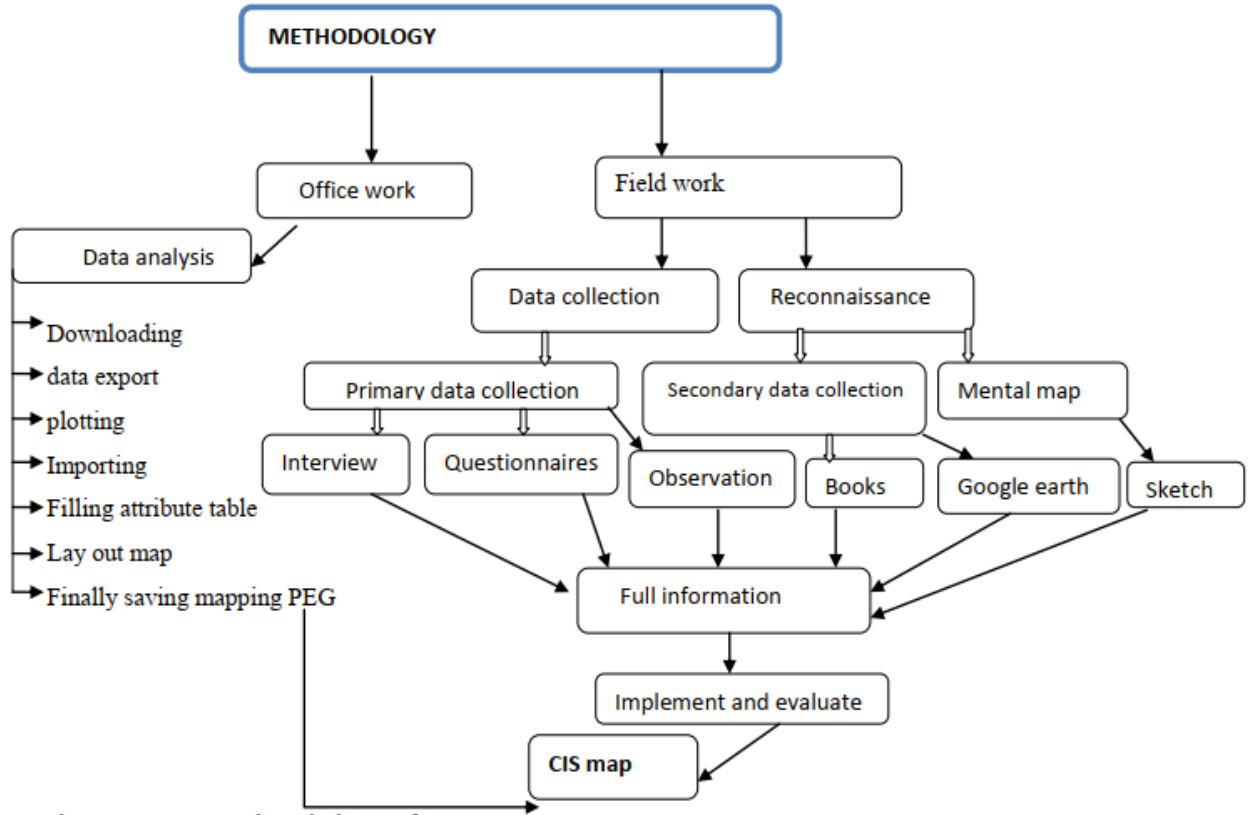 METHODOLOGY
Office work
Field work
Data analysis
Data collection
Reconnaissance
Downloading
data export
plotting
Importing
Filling attribute table
Lay out map
Finally saving mapping PEG
Primary data collection
Secondary data collection
Mental map
Interview
Questionnaires
Observation
Books
Google earth
Sketch
Full information
Implement and evaluate
CIS map